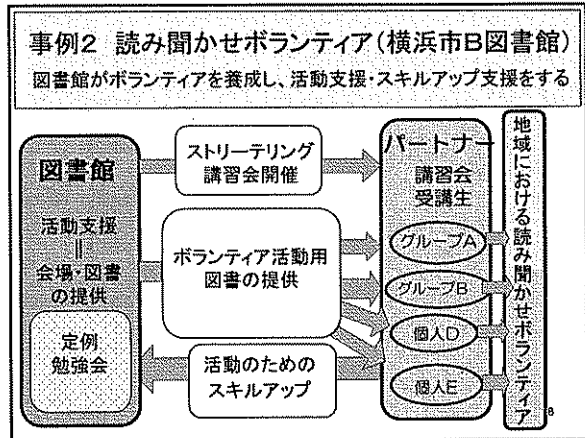 事例2 読み聞かせボランティア(横浜市B図書館)
図書館がボランティアを養成し、活動支援・スキルアップ支援をする
図書館
活動支援
||
会場・図書
の提供
定例
勉強会
ストリーテリング
講習会開催
ボランティア活動用
図書の提供
活動のための
スキルアップ
パートナー
講習会
受講生
グループA
グループB
個人D
個人E
地域における読み聞かせボランティア
8